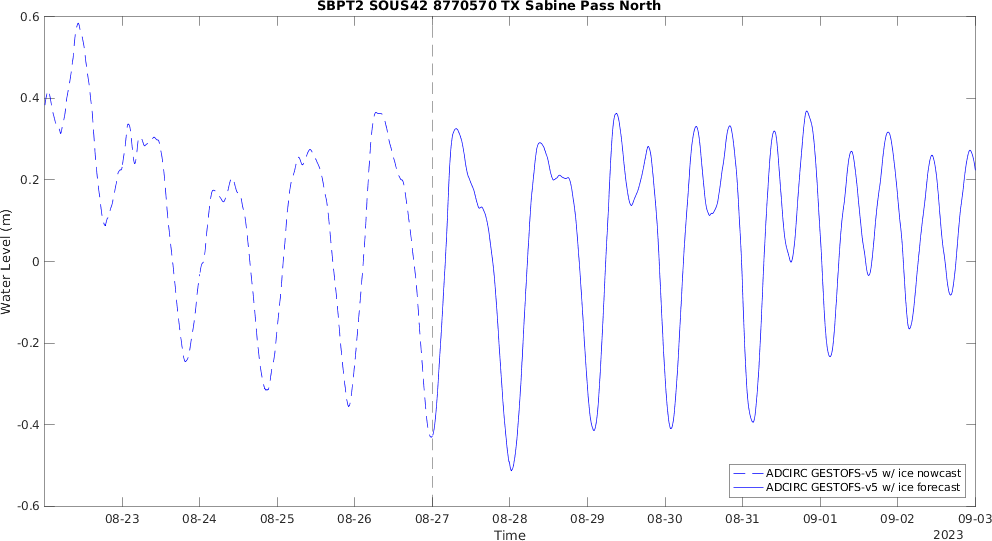 SBPT2 SOUS42 8770570 TX Sabine Pass North
0.6
0.4
0.2
0
-0.2
-0.4
-0.6
Water Level (m)
08-23 08-24 08-25 08-26 08-27 08-28 08-29 08-30 08-31 09-01 09-02 09-03
Time
2023
ADCIRC GESTOFS-v5 w/ ice nowcast
ADCIRC GESTOFS-v5 w/ ice forecast